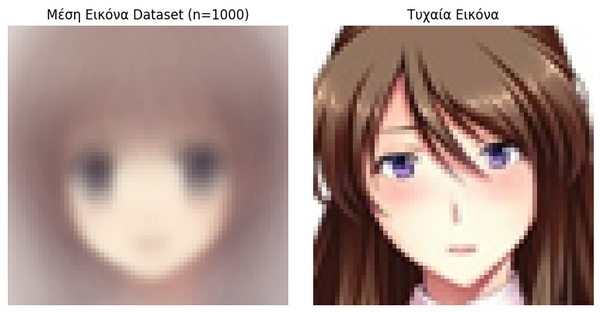 Μέση Εικόνα Dataset (n=1000)
Τυχαία Εικόνα